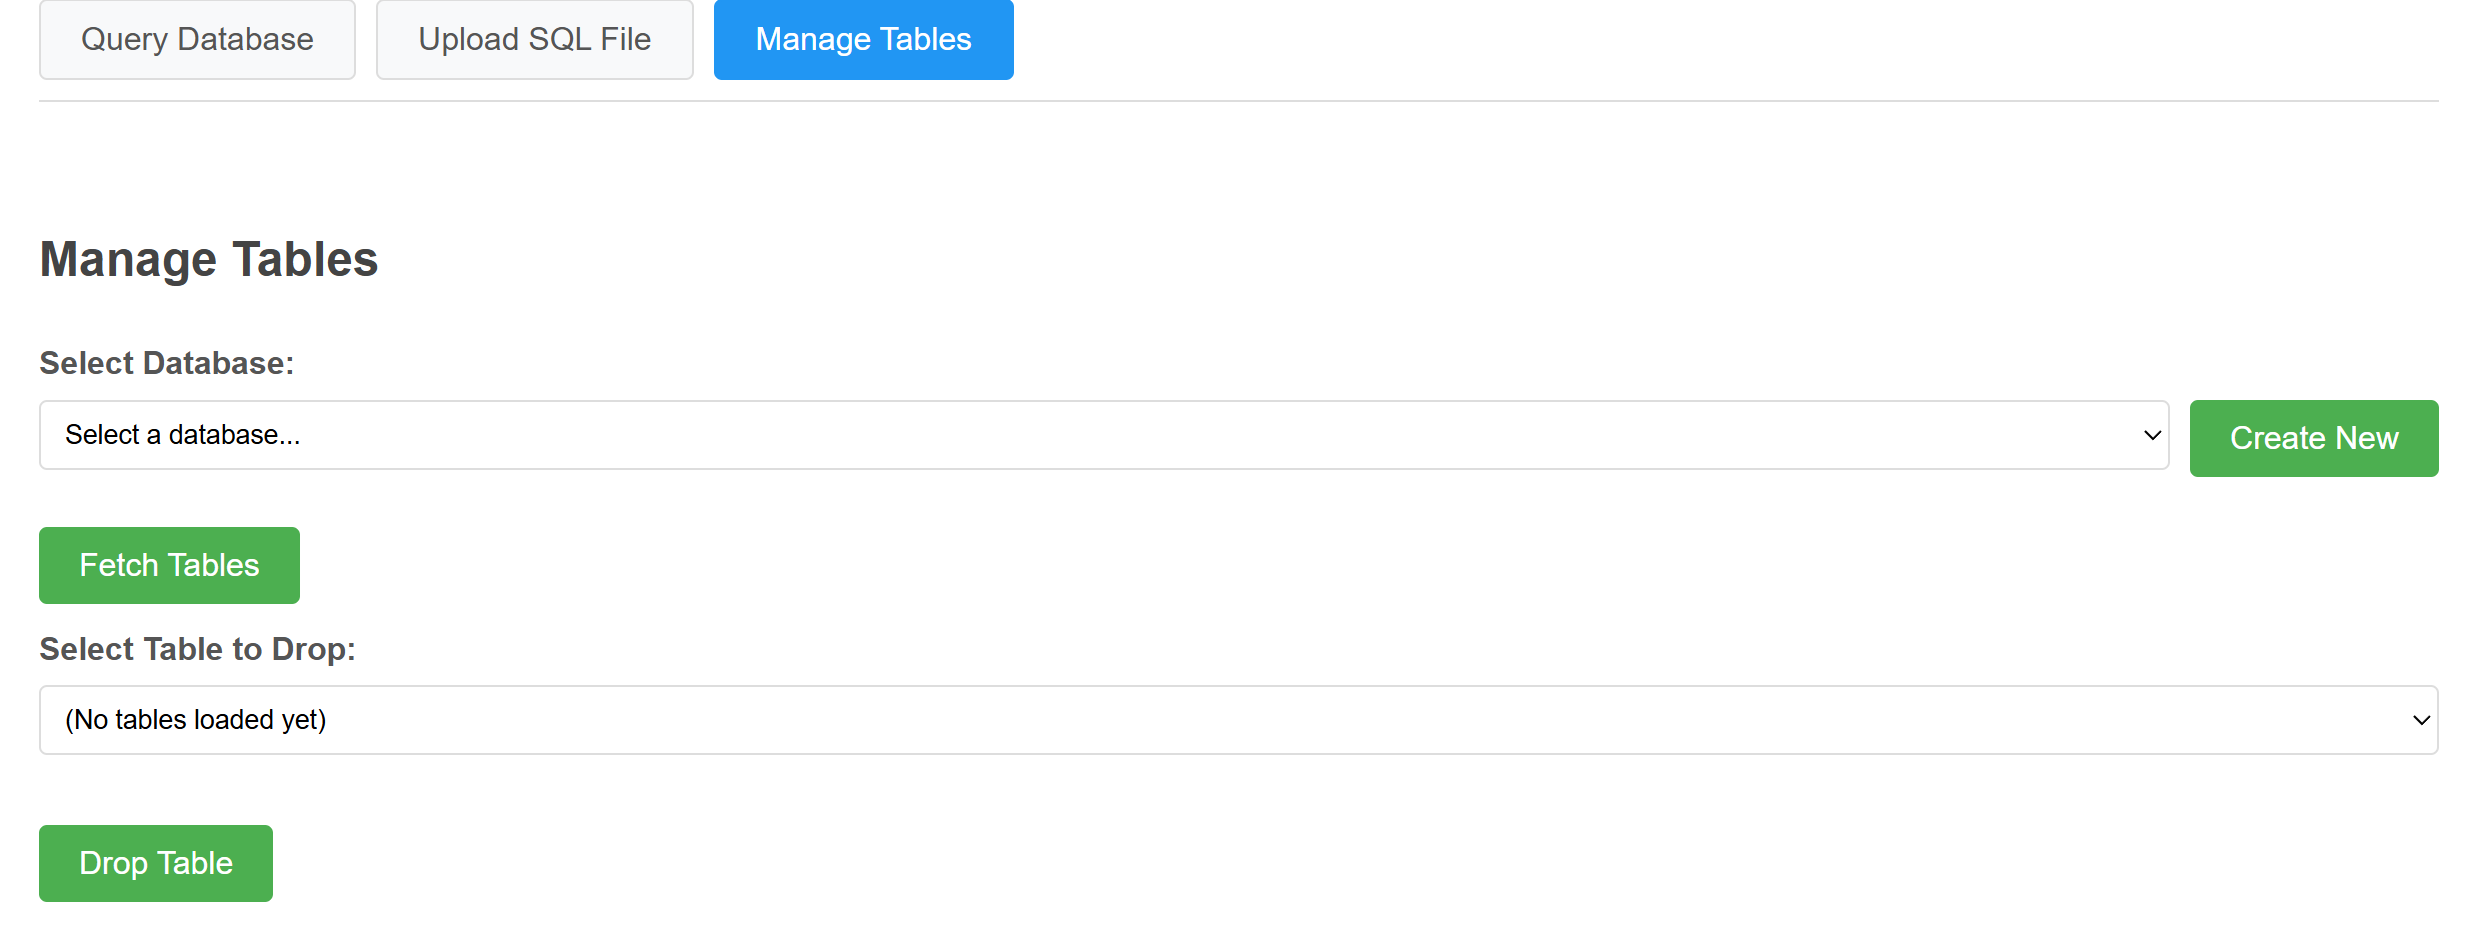 Query Database
Upload SQL File
Manage Tables
Manage Tables
Select Database:
Select a database...
Create New
Fetch Tables
Select Table to Drop:
(No tables loaded yet)
Drop Table